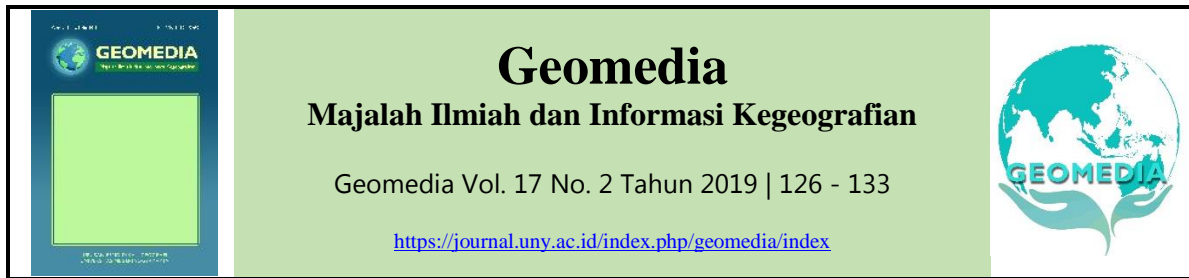 GEOMEDIA
Geomedia
Majalah Ilmiah dan Informasi Kegeografian
Geomedia Vol. 17 No. 2 Tahun 2019 | 126 - 133
https://journal.uny.ac.id/index.php/geomedia/index
GEOMEDIA